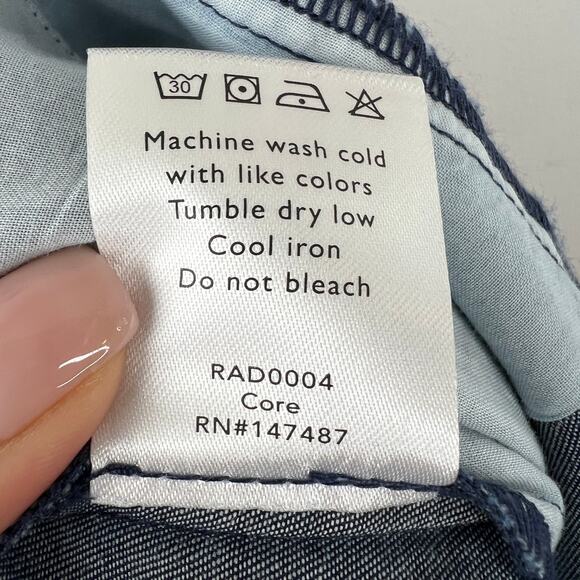 30
Machine wash cold
with like colors
Tumble dry low
Cool iron
Do not bleach
RAD0004
Core
RN#147487